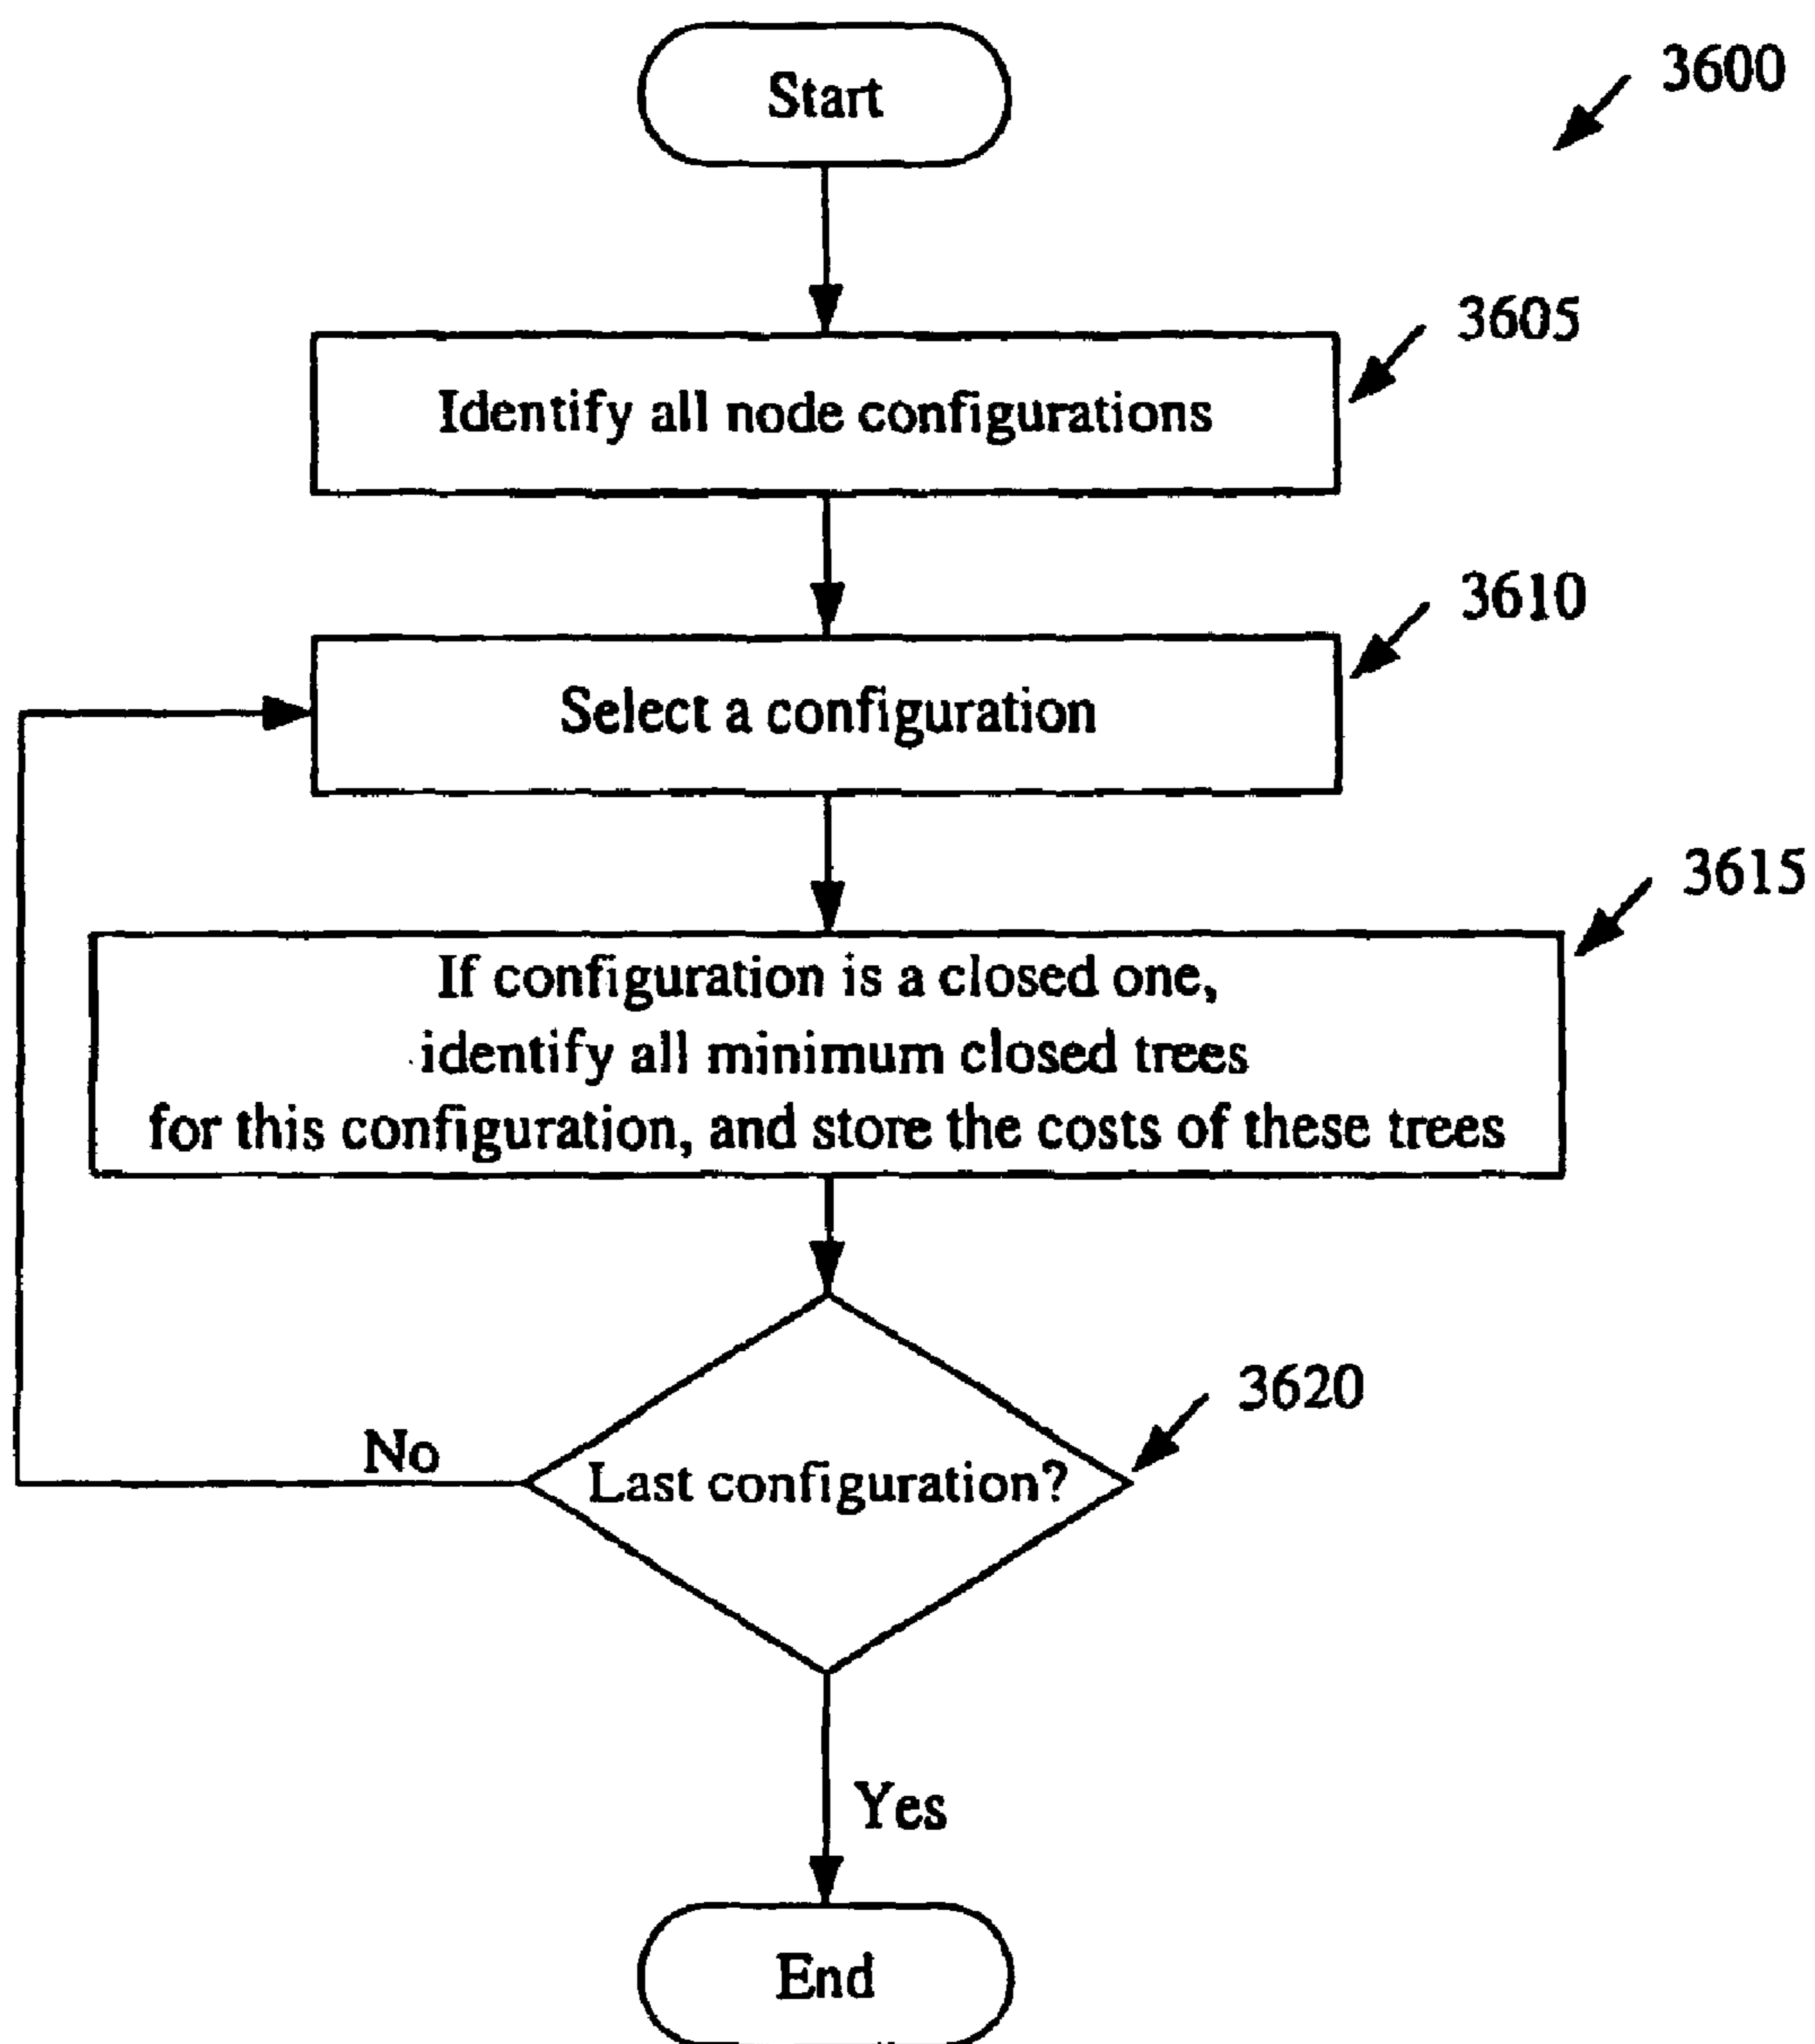 Start
3600
3605
Identify all node configurations
3610
Select a configuration
3615
If configuration is a closed one,
identify all minimum closed trees
for this configuration, and store the costs of these trees
3620
No
Last configuration?
Yes
End